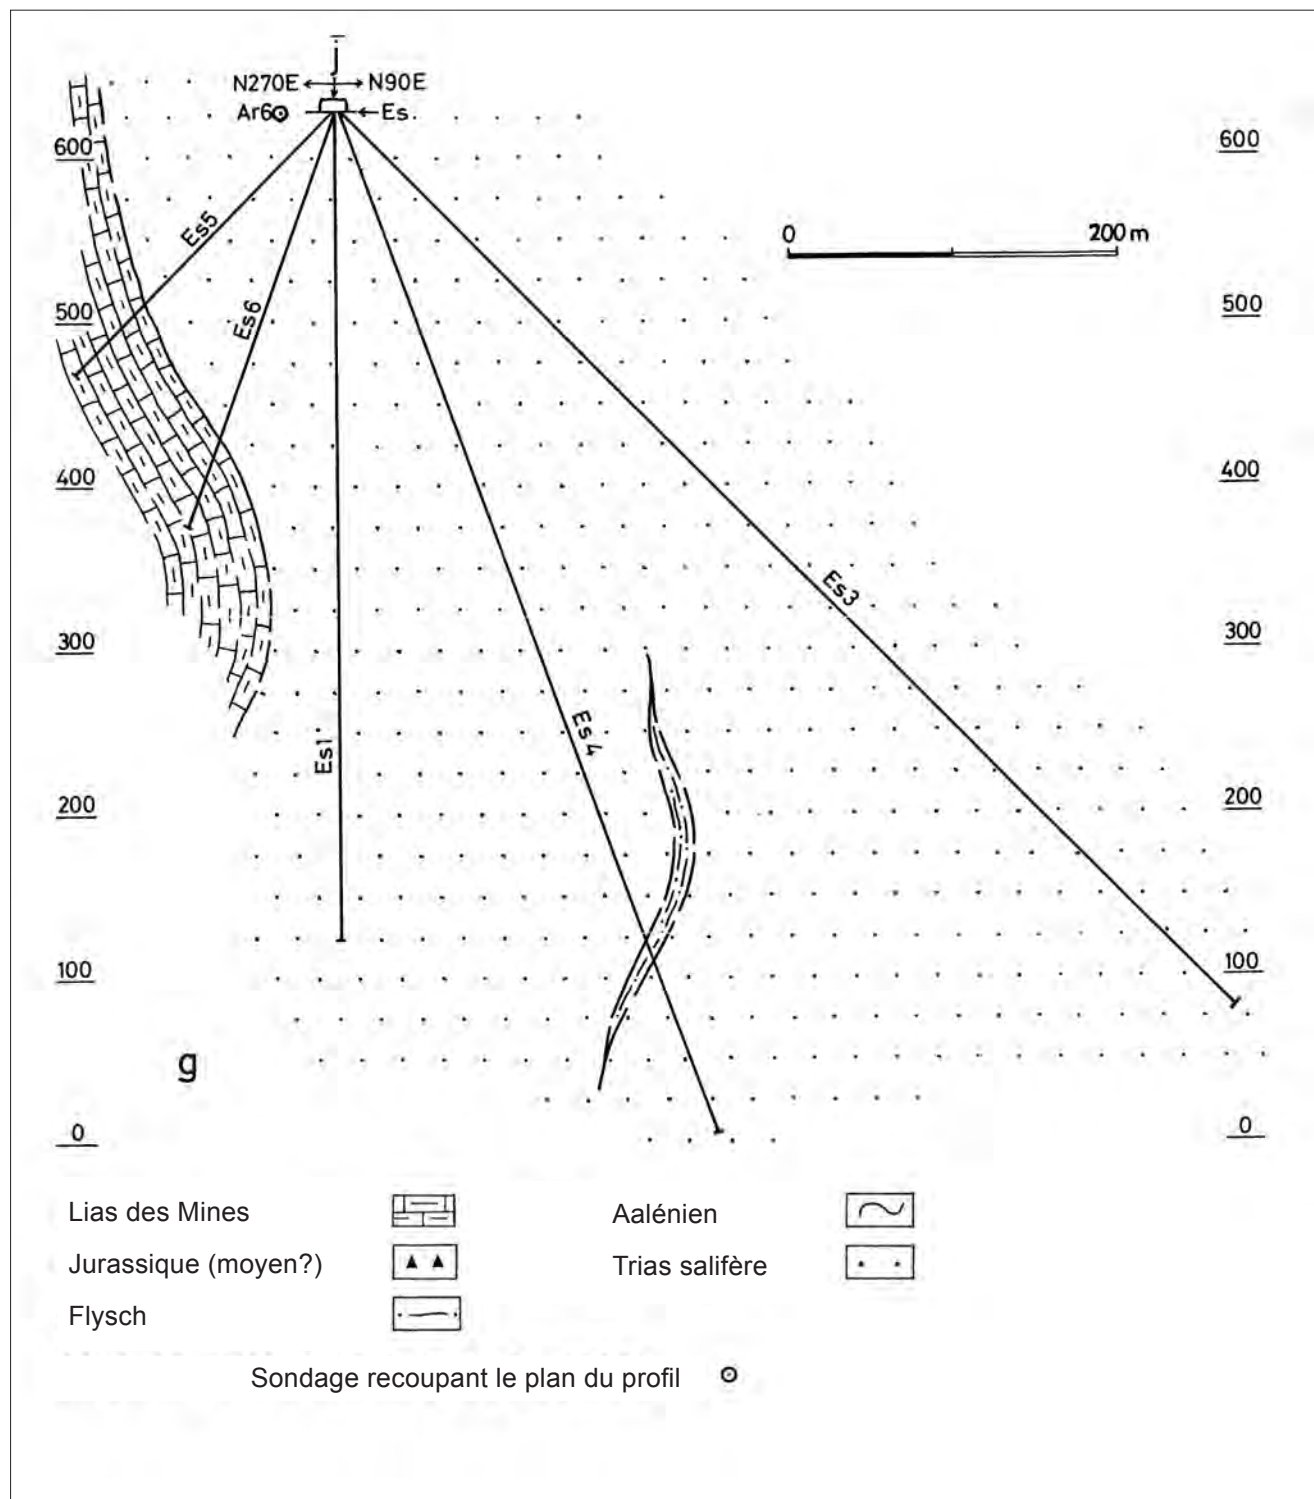 N270E N90E
Ar6 Es
600 600
Es5
0 200 m
500 500
Es6
400 400
Es3
300 300
Es4
Es1
200 200
100 100
g
0 0
Lias des Mines Aalénien
Jurassique (moyen?) Trias salifère
Flysch
Sondage recoupant le plan du profil